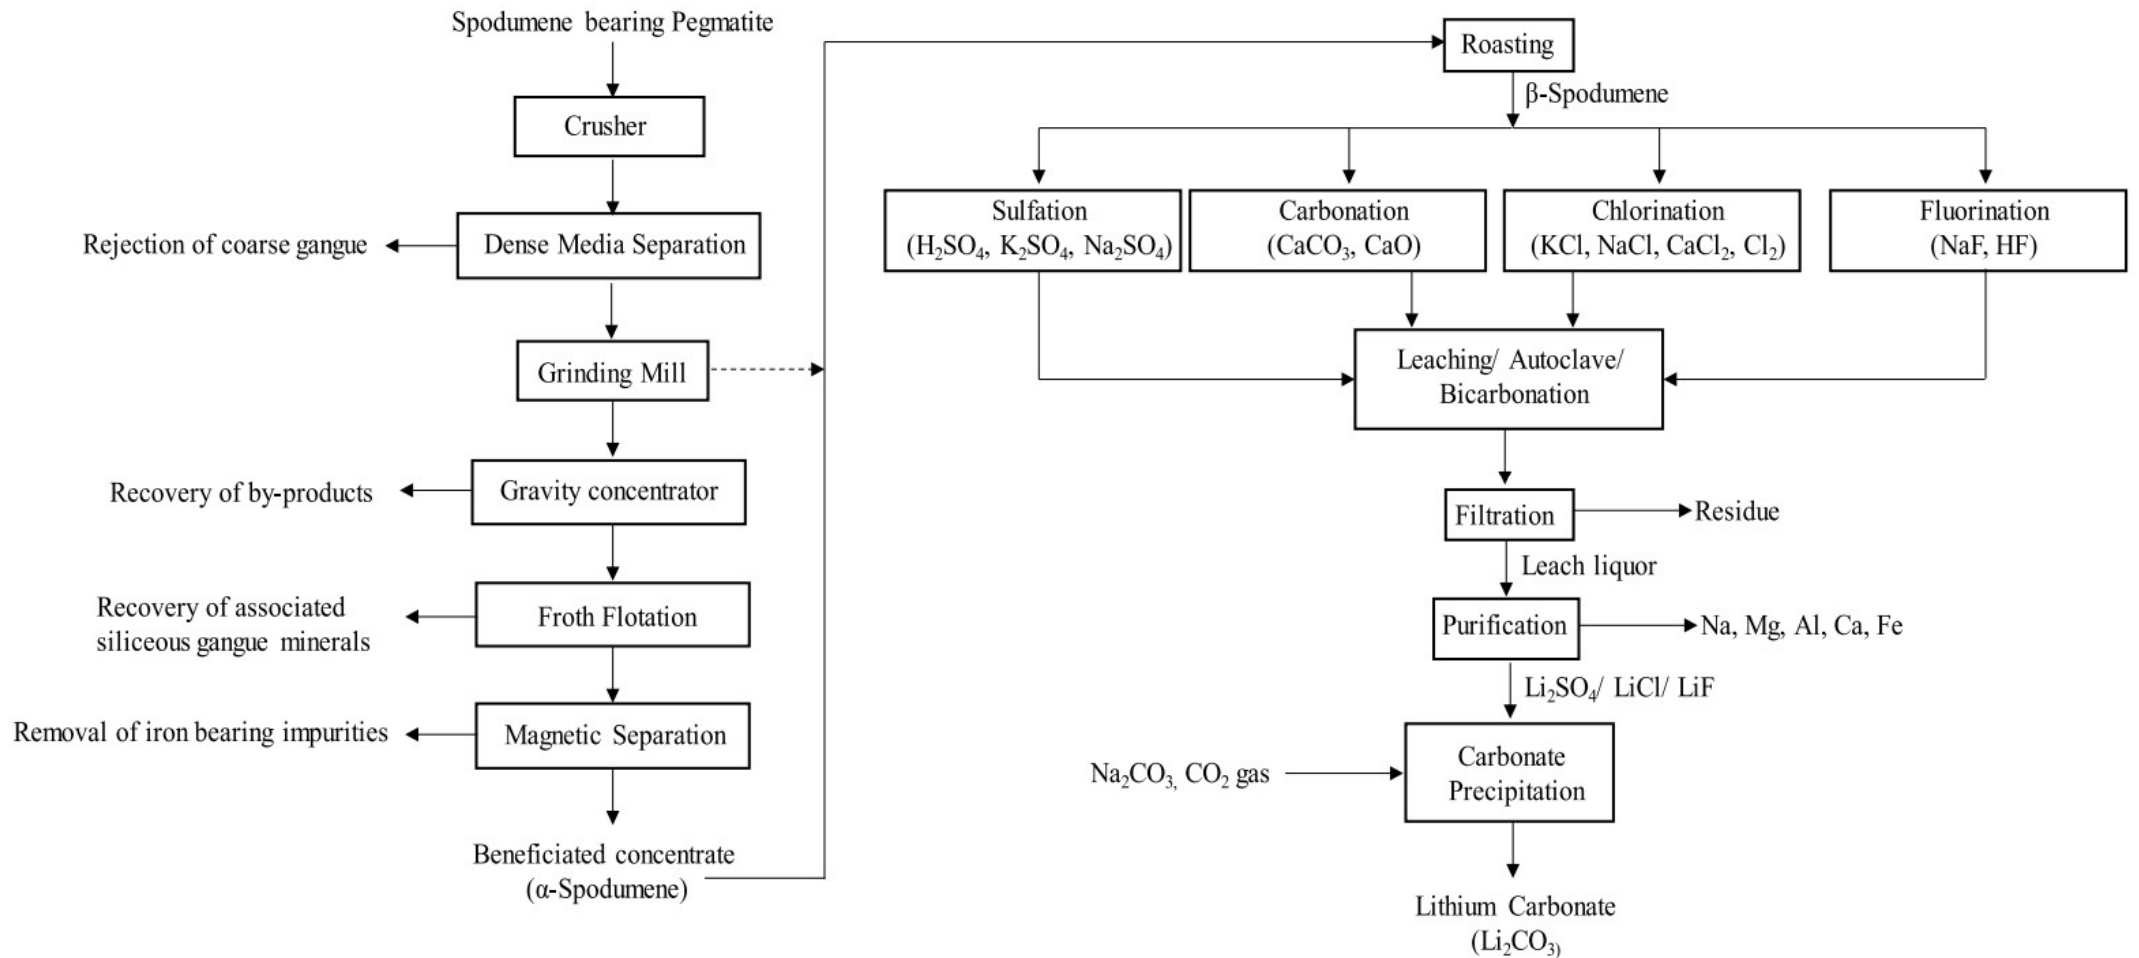 Spodumene bearing Pegmatite
Crusher
Dense Media Separation
Rejection of coarse gangue
Grinding Mill
Gravity concentrator
Recovery of by-products
Froth Flotation
Recovery of associated
siliceous gangue minerals
Magnetic Separation
Removal of iron bearing impurities
Beneficiated concentrate
(α-Spodumene)
Roasting
β-Spodumene
Sulfation
(H₂SO₄, K₂SO₄, Na₂SO₄)
Carbonation
(CaCO₃, CaO)
Chlorination
(KCl, NaCl, CaCl₂, Cl₂)
Fluorination
(NaF, HF)
Leaching/ Autoclave/
Bicarbonation
Filtration
Residue
Leach liquor
Purification
Na, Mg, Al, Ca, Fe
Li₂SO₄/ LiCl/ LiF
Na₂CO₃, CO₂ gas
Carbonate
Precipitation
Lithium Carbonate
(Li₂CO₃)